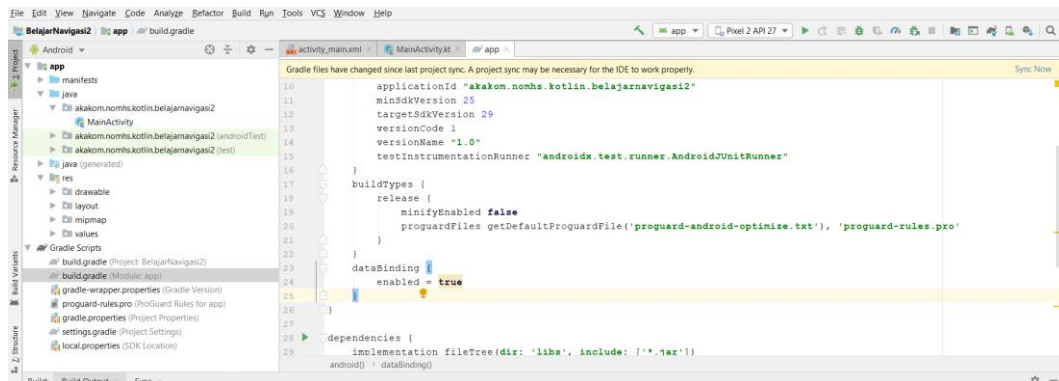 File Edit View Navigate Code Analyze Refactor Build Run Tools VCS Window Help
BelajarNavigasi2 app build.gradle app Pixel 2 API 27
1: Project
Resource Manager
Build Variants
Z: Structure
Android
app
manifests
java
akakom.nomhs.kotlin.belajarnavigasi2
MainActivity
akakom.nomhs.kotlin.belajarnavigasi2 (androidTest)
akakom.nomhs.kotlin.belajarnavigasi2 (test)
java (generated)
res
drawable
layout
mipmap
values
Gradle Scripts
build.gradle (Project: BelajarNavigasi2)
build.gradle (Module: app)
gradle-wrapper.properties (Gradle Version)
proguard-rules.pro (ProGuard Rules for app)
gradle.properties (Project Properties)
settings.gradle (Project Settings)
local.properties (SDK Location)
activity_main.xml MainActivity.kt app
Gradle files have changed since last project sync. A project sync may be necessary for the IDE to work properly. Sync Now
10 applicationId "akakom.nomhs.kotlin.belajarnavigasi2"
11 minSdkVersion 25
12 targetSdkVersion 29
13 versionCode 1
14 versionName "1.0"
15 testInstrumentationRunner "androidx.test.runner.AndroidJUnitRunner"
16 }
17 buildTypes {
18 release {
19 minifyEnabled false
20 proguardFiles getDefaultProguardFile('proguard-android-optimize.txt'), 'proguard-rules.pro'
21 }
22 }
23 dataBinding {
24 enabled = true
25 }
26 }
27
28 dependencies {
29 implementation fileTree(dir: 'libs', include: ['*.jar'])
android{} › dataBinding{}
Build: Build Output Sync